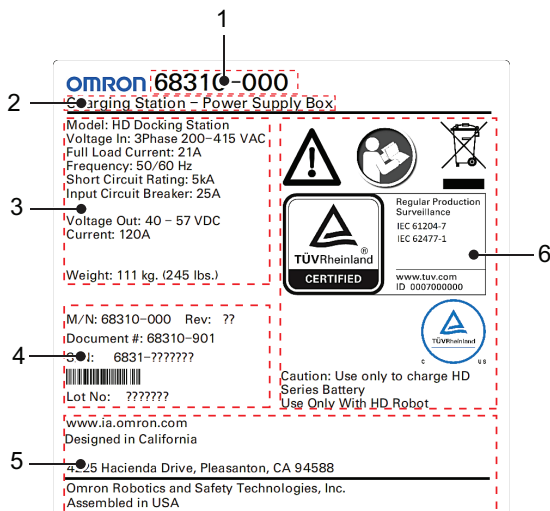 1
OMRON 68310-000
2
Charging Station – Power Supply Box
Model: HD Docking Station
Voltage In: 3Phase 200-415 VAC
Full Load Current: 21A
Frequency: 50/60 Hz
Short Circuit Rating: 5kA
Input Circuit Breaker: 25A
3
Voltage Out: 40 – 57 VDC
Current: 120A
Weight: 111 kg. (245 lbs.)
TÜVRheinland
®
CERTIFIED
Regular Production
Surveillance
IEC 61204-7
IEC 62477-1
www.tuv.com
ID 0007000000
6
TÜVRheinland
C US
Caution: Use only to charge HD
Series Battery
Use Only With HD Robot
M/N: 68310-000 Rev: ??
Document #: 68310-901
4
S/N: 6831-???????
Lot No: ???????
www.ia.omron.com
Designed in California
5
4225 Hacienda Drive, Pleasanton, CA 94588
Omron Robotics and Safety Technologies, Inc.
Assembled in USA